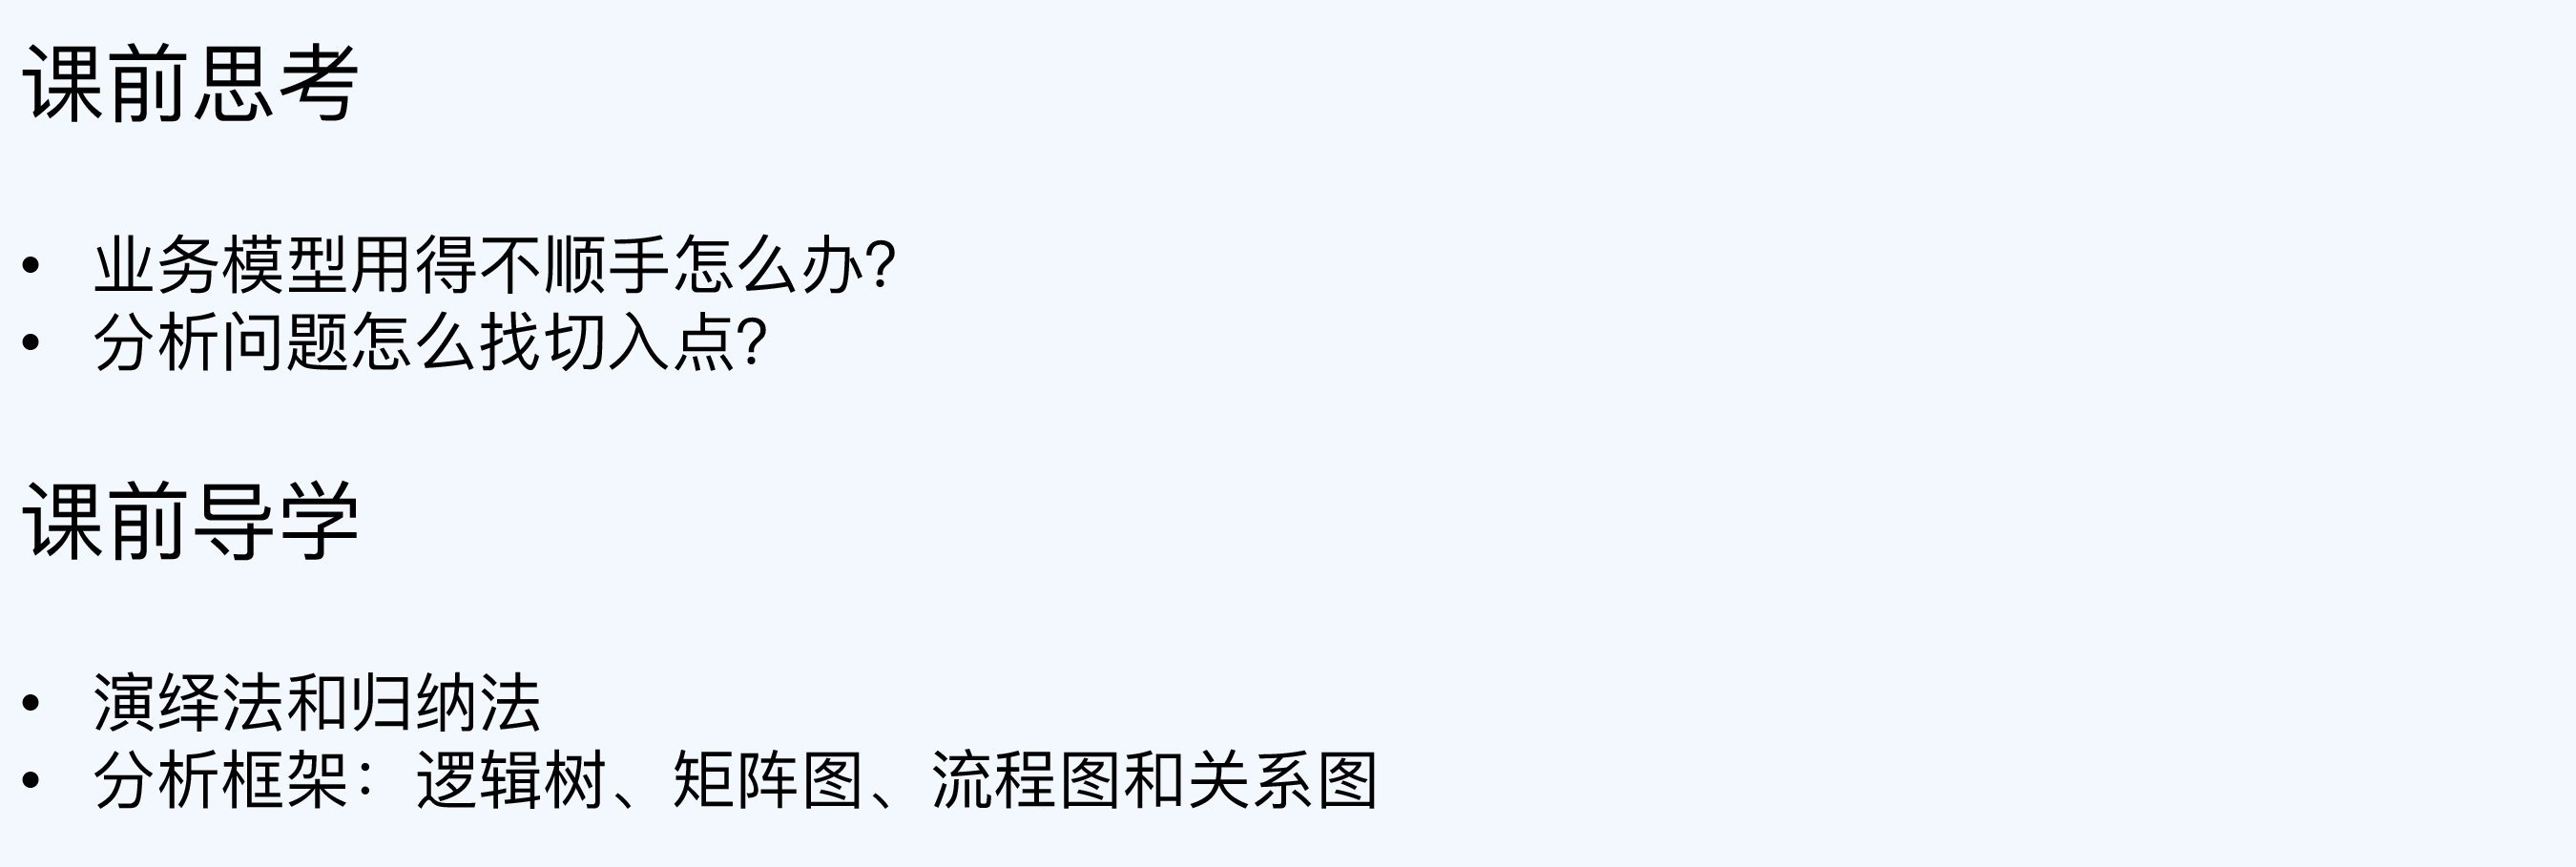 课前思考
• 业务模型用得不顺手怎么办?
• 分析问题怎么找切入点?
课前导学
• 演绎法和归纳法
• 分析框架：逻辑树、矩阵图、流程图和关系图